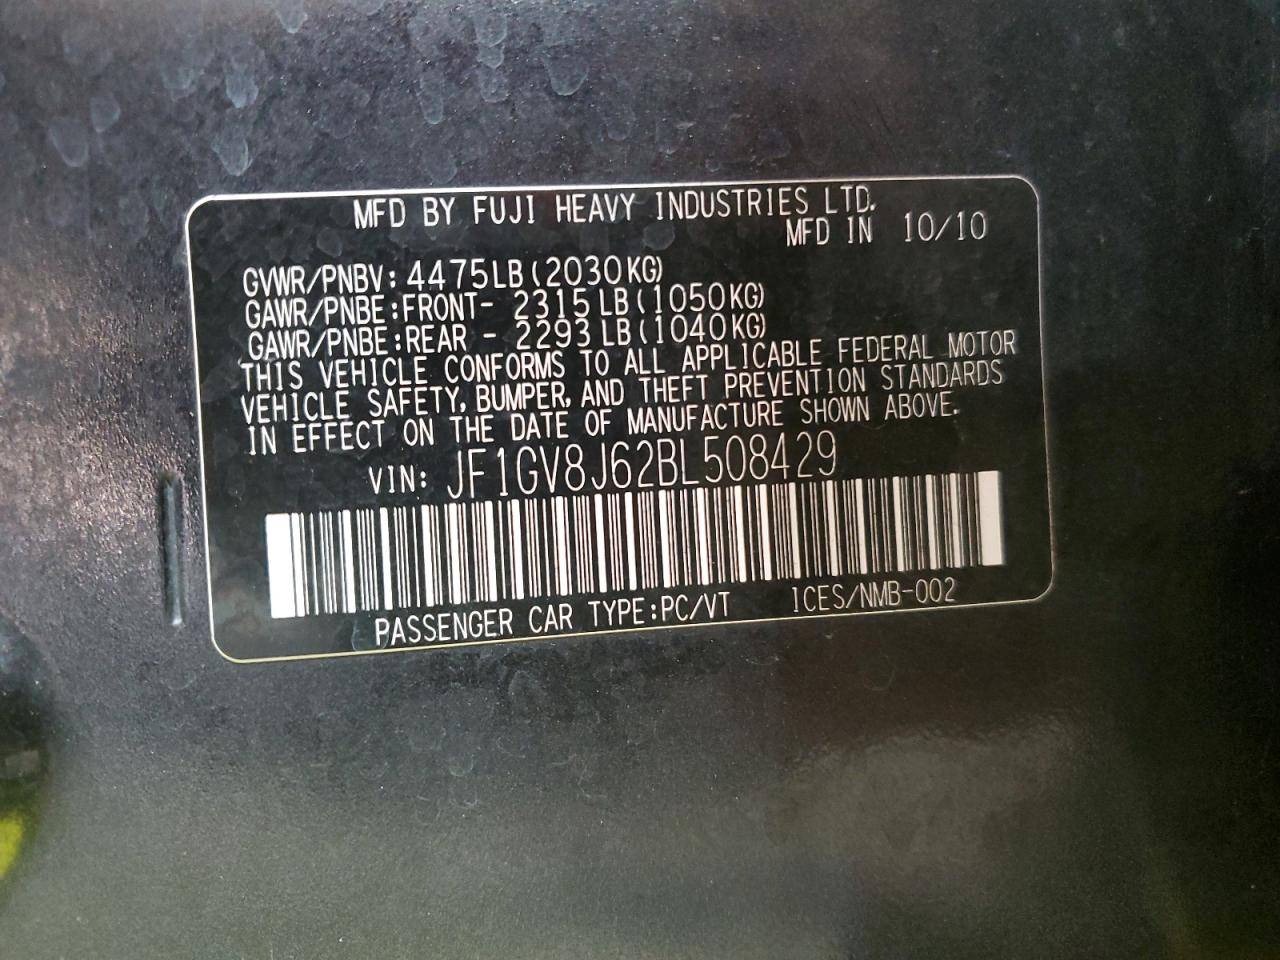 MFD BY FUJI HEAVY INDUSTRIES LTD.
MFD IN 10/10
GVWR/PNBV: 4475LB(2030KG)
GAWR/PNBE:FRONT- 2315LB(1050KG)
GAWR/PNBE:REAR - 2293LB(1040KG)
THIS VEHICLE CONFORMS TO ALL APPLICABLE FEDERAL MOTOR
VEHICLE SAFETY, BUMPER, AND THEFT PREVENTION STANDARDS
IN EFFECT ON THE DATE OF MANUFACTURE SHOWN ABOVE.
VIN: JF1GV8J62BL508429
PASSENGER CAR TYPE:PC/VT ICES/NMB-002